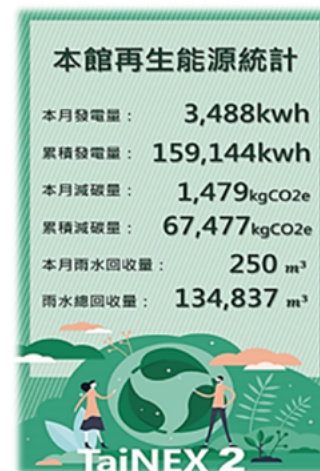 本館再生能源統計
本月發電量： 3,488kwh
累積發電量： 159,144kwh
本月減碳量： 1,479kgCO2e
累積減碳量： 67,477kgCO2e
本月雨水回收量： 250 m³
雨水總回收量： 134,837 m³
TaiNEX 2